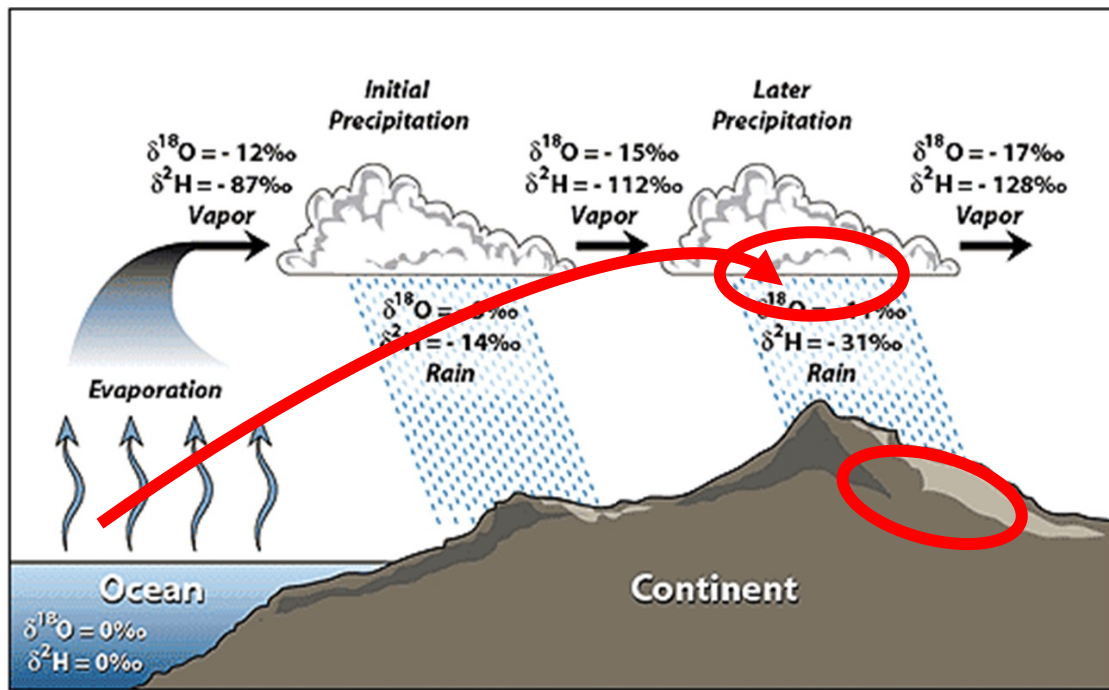 Initial
Precipitation
Later
Precipitation
δ¹⁸O = - 12‰
δ²H = - 87‰
Vapor
δ¹⁸O = - 15‰
δ²H = - 112‰
Vapor
δ¹⁸O = - 17‰
δ²H = - 128‰
Vapor
δ¹⁸O = ‰
δ²H = - 14‰
Rain
δ¹⁸O = ‰
δ²H = - 31‰
Rain
Evaporation
Ocean
δ¹⁸O = 0‰
δ²H = 0‰
Continent